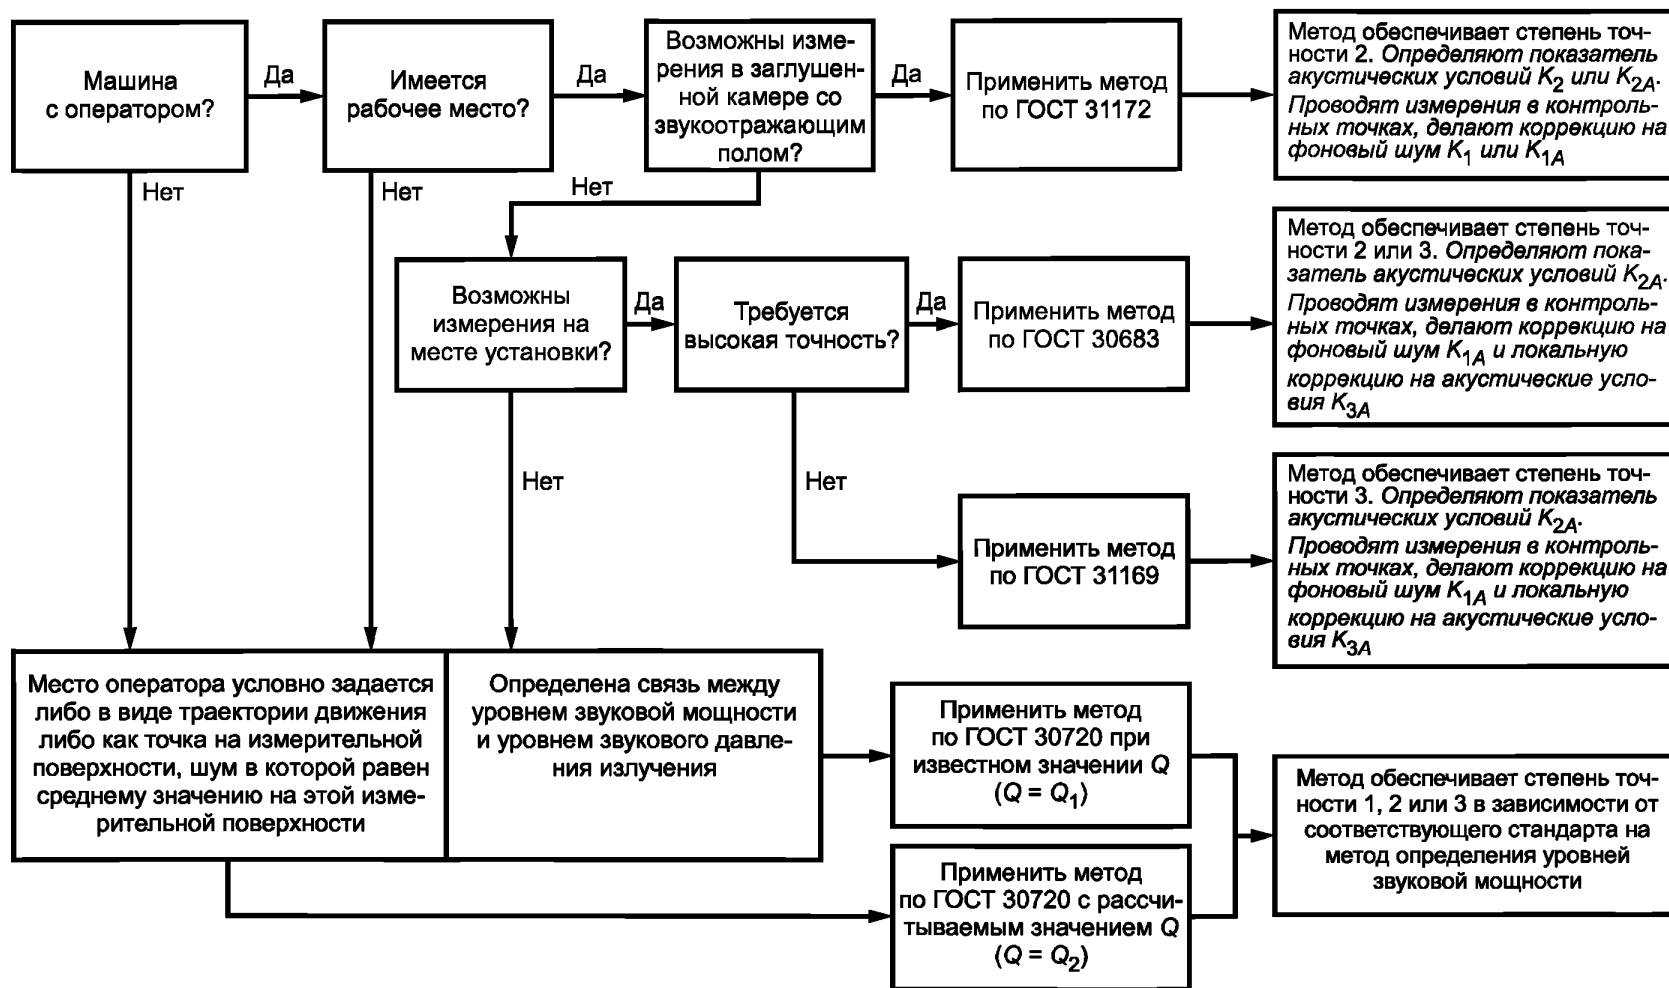 Машина
с оператором?
Да
Имеется
рабочее место?
Да
Возможны изме-
рения в заглушен-
ной камере со
звукоотражающим
полом?
Да
Применить метод
по ГОСТ 31172
Метод обеспечивает степень точ-
ности 2. Определяют показатель
акустических условий K2 или K2A.
Проводят измерения в контроль-
ных точках, делают коррекцию на
фоновый шум K1 или K1A
Нет
Нет
Нет
Возможны
измерения на
месте установки?
Да
Требуется
высокая точность?
Да
Применить метод
по ГОСТ 30683
Метод обеспечивает степень точ-
ности 2 или 3. Определяют пока-
затель акустических условий K2A.
Проводят измерения в контроль-
ных точках, делают коррекцию на
фоновый шум K1A и локальную
коррекцию на акустические усло-
вия K3A
Нет
Нет
Применить метод
по ГОСТ 31169
Метод обеспечивает степень точ-
ности 3. Определяют показатель
акустических условий K2A.
Проводят измерения в контроль-
ных точках, делают коррекцию на
фоновый шум K1A и локальную
коррекцию на акустические усло-
вия K3A
Место оператора условно задается
либо в виде траектории движения
либо как точка на измерительной
поверхности, шум в которой равен
среднему значению на этой изме-
рительной поверхности
Определена связь между
уровнем звуковой мощности
и уровнем звукового давле-
ния излучения
Применить метод
по ГОСТ 30720 при
известном значении Q
(Q = Q1)
Применить метод
по ГОСТ 30720 с рассчи-
тываемым значением Q
(Q = Q2)
Метод обеспечивает степень точ-
ности 1, 2 или 3 в зависимости от
соответствующего стандарта на
метод определения уровней
звуковой мощности